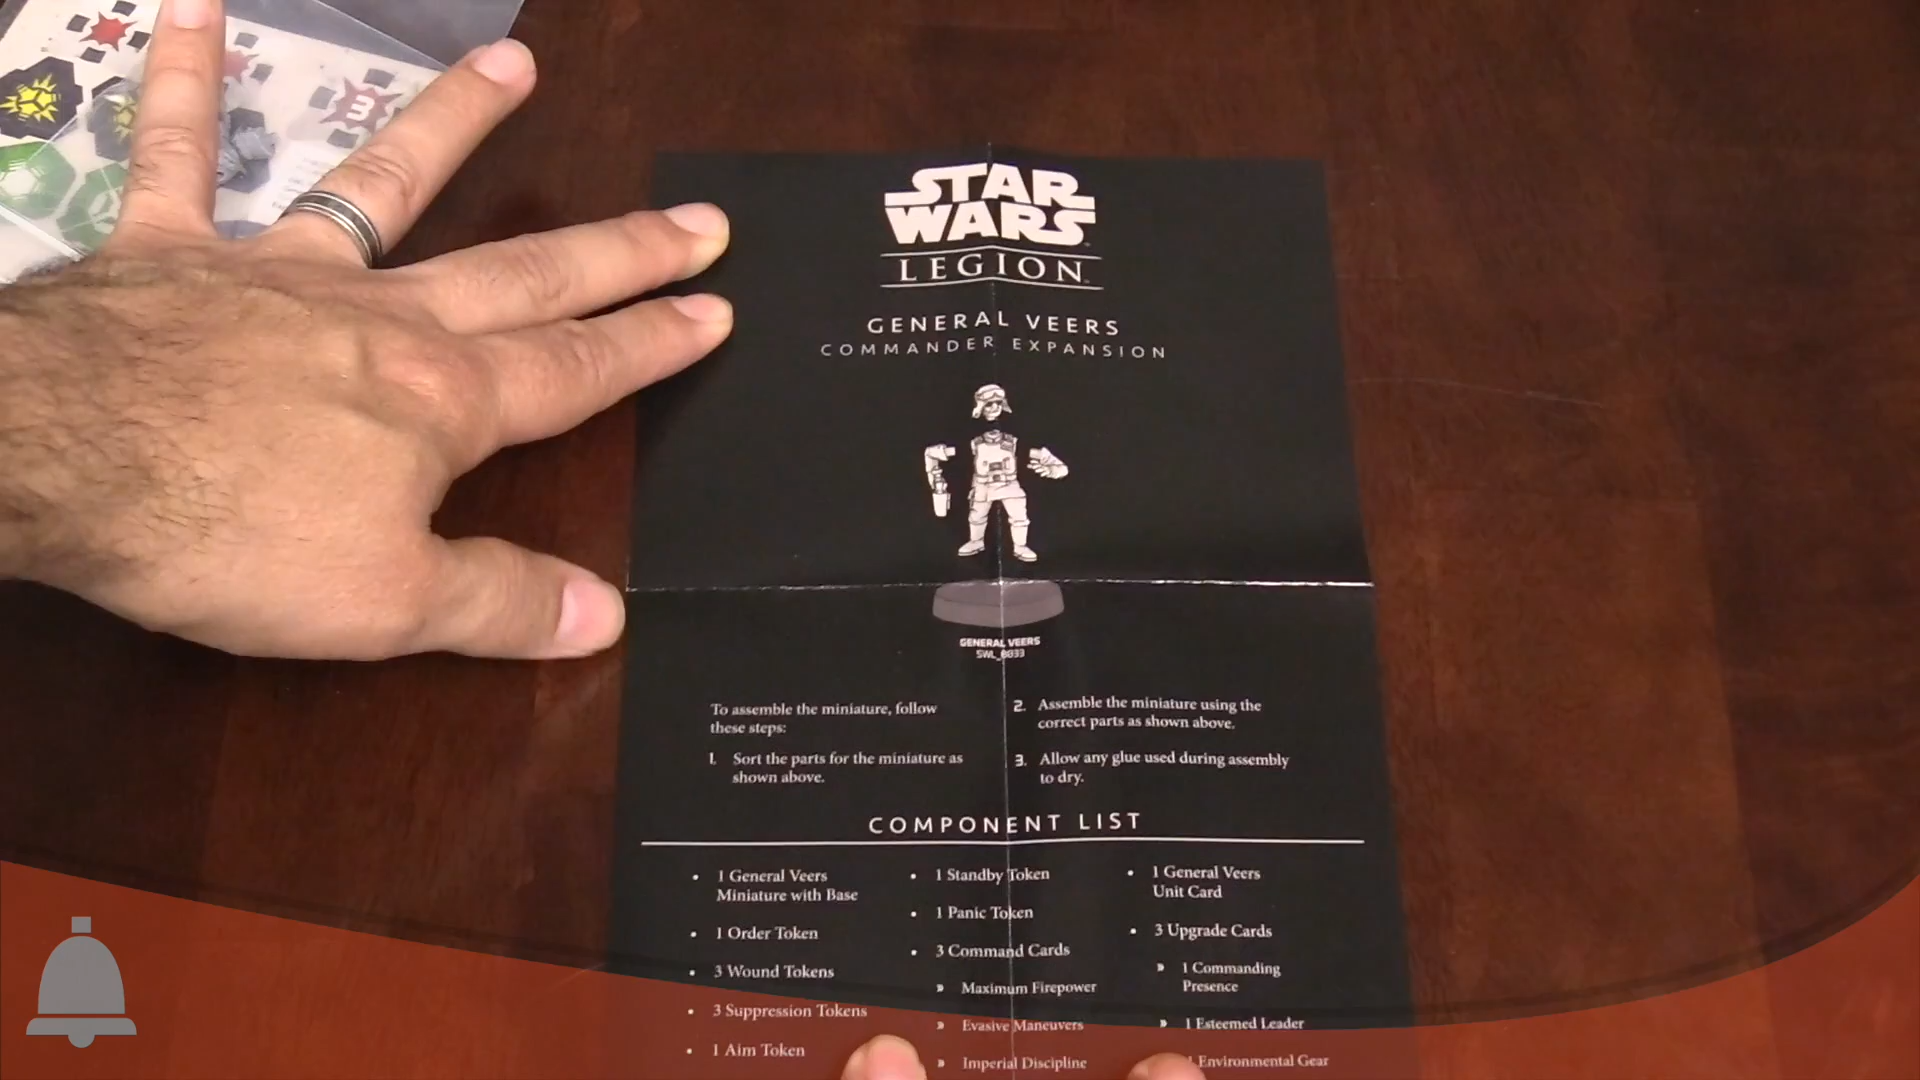 3
STAR
WARS
LEGION
GENERAL VEERS
COMMANDER EXPANSION
GENERAL VEERS
To assemble the miniature, follow
these steps:
1. Sort the parts for the miniature as
shown above.
2. Assemble the miniature using the
correct parts as shown above.
3. Allow any glue used during assembly
to dry.
COMPONENT LIST
• 1 General Veers
Miniature with Base
• 1 Order Token
• 3 Wound Tokens
• 3 Suppression Tokens
• 1 Aim Token
• 1 Standby Token
• 1 Panic Token
• 3 Command Cards
» Maximum Firepower
» Evasive Maneuvers
» Imperial Discipline
• 1 General Veers
Unit Card
• 3 Upgrade Cards
» 1 Commanding
Presence
» 1 Esteemed Leader
1 Environmental Gear